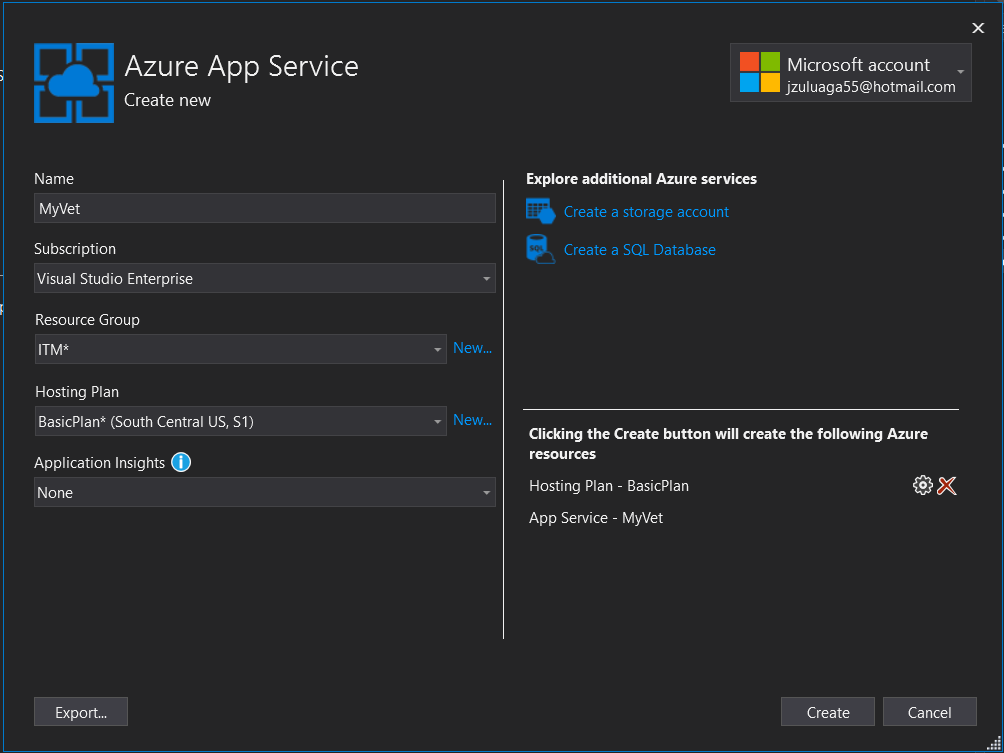 Azure App Service
Create new
Microsoft account
jzuluaga55@hotmail.com
Name
MyVet
Subscription
Visual Studio Enterprise
Resource Group
ITM*
New...
Hosting Plan
BasicPlan* (South Central US, S1)
New...
Application Insights
None
Explore additional Azure services
Create a storage account
SQL
Create a SQL Database
Clicking the Create button will create the following Azure
resources
Hosting Plan - BasicPlan
App Service - MyVet
Export...
Create
Cancel